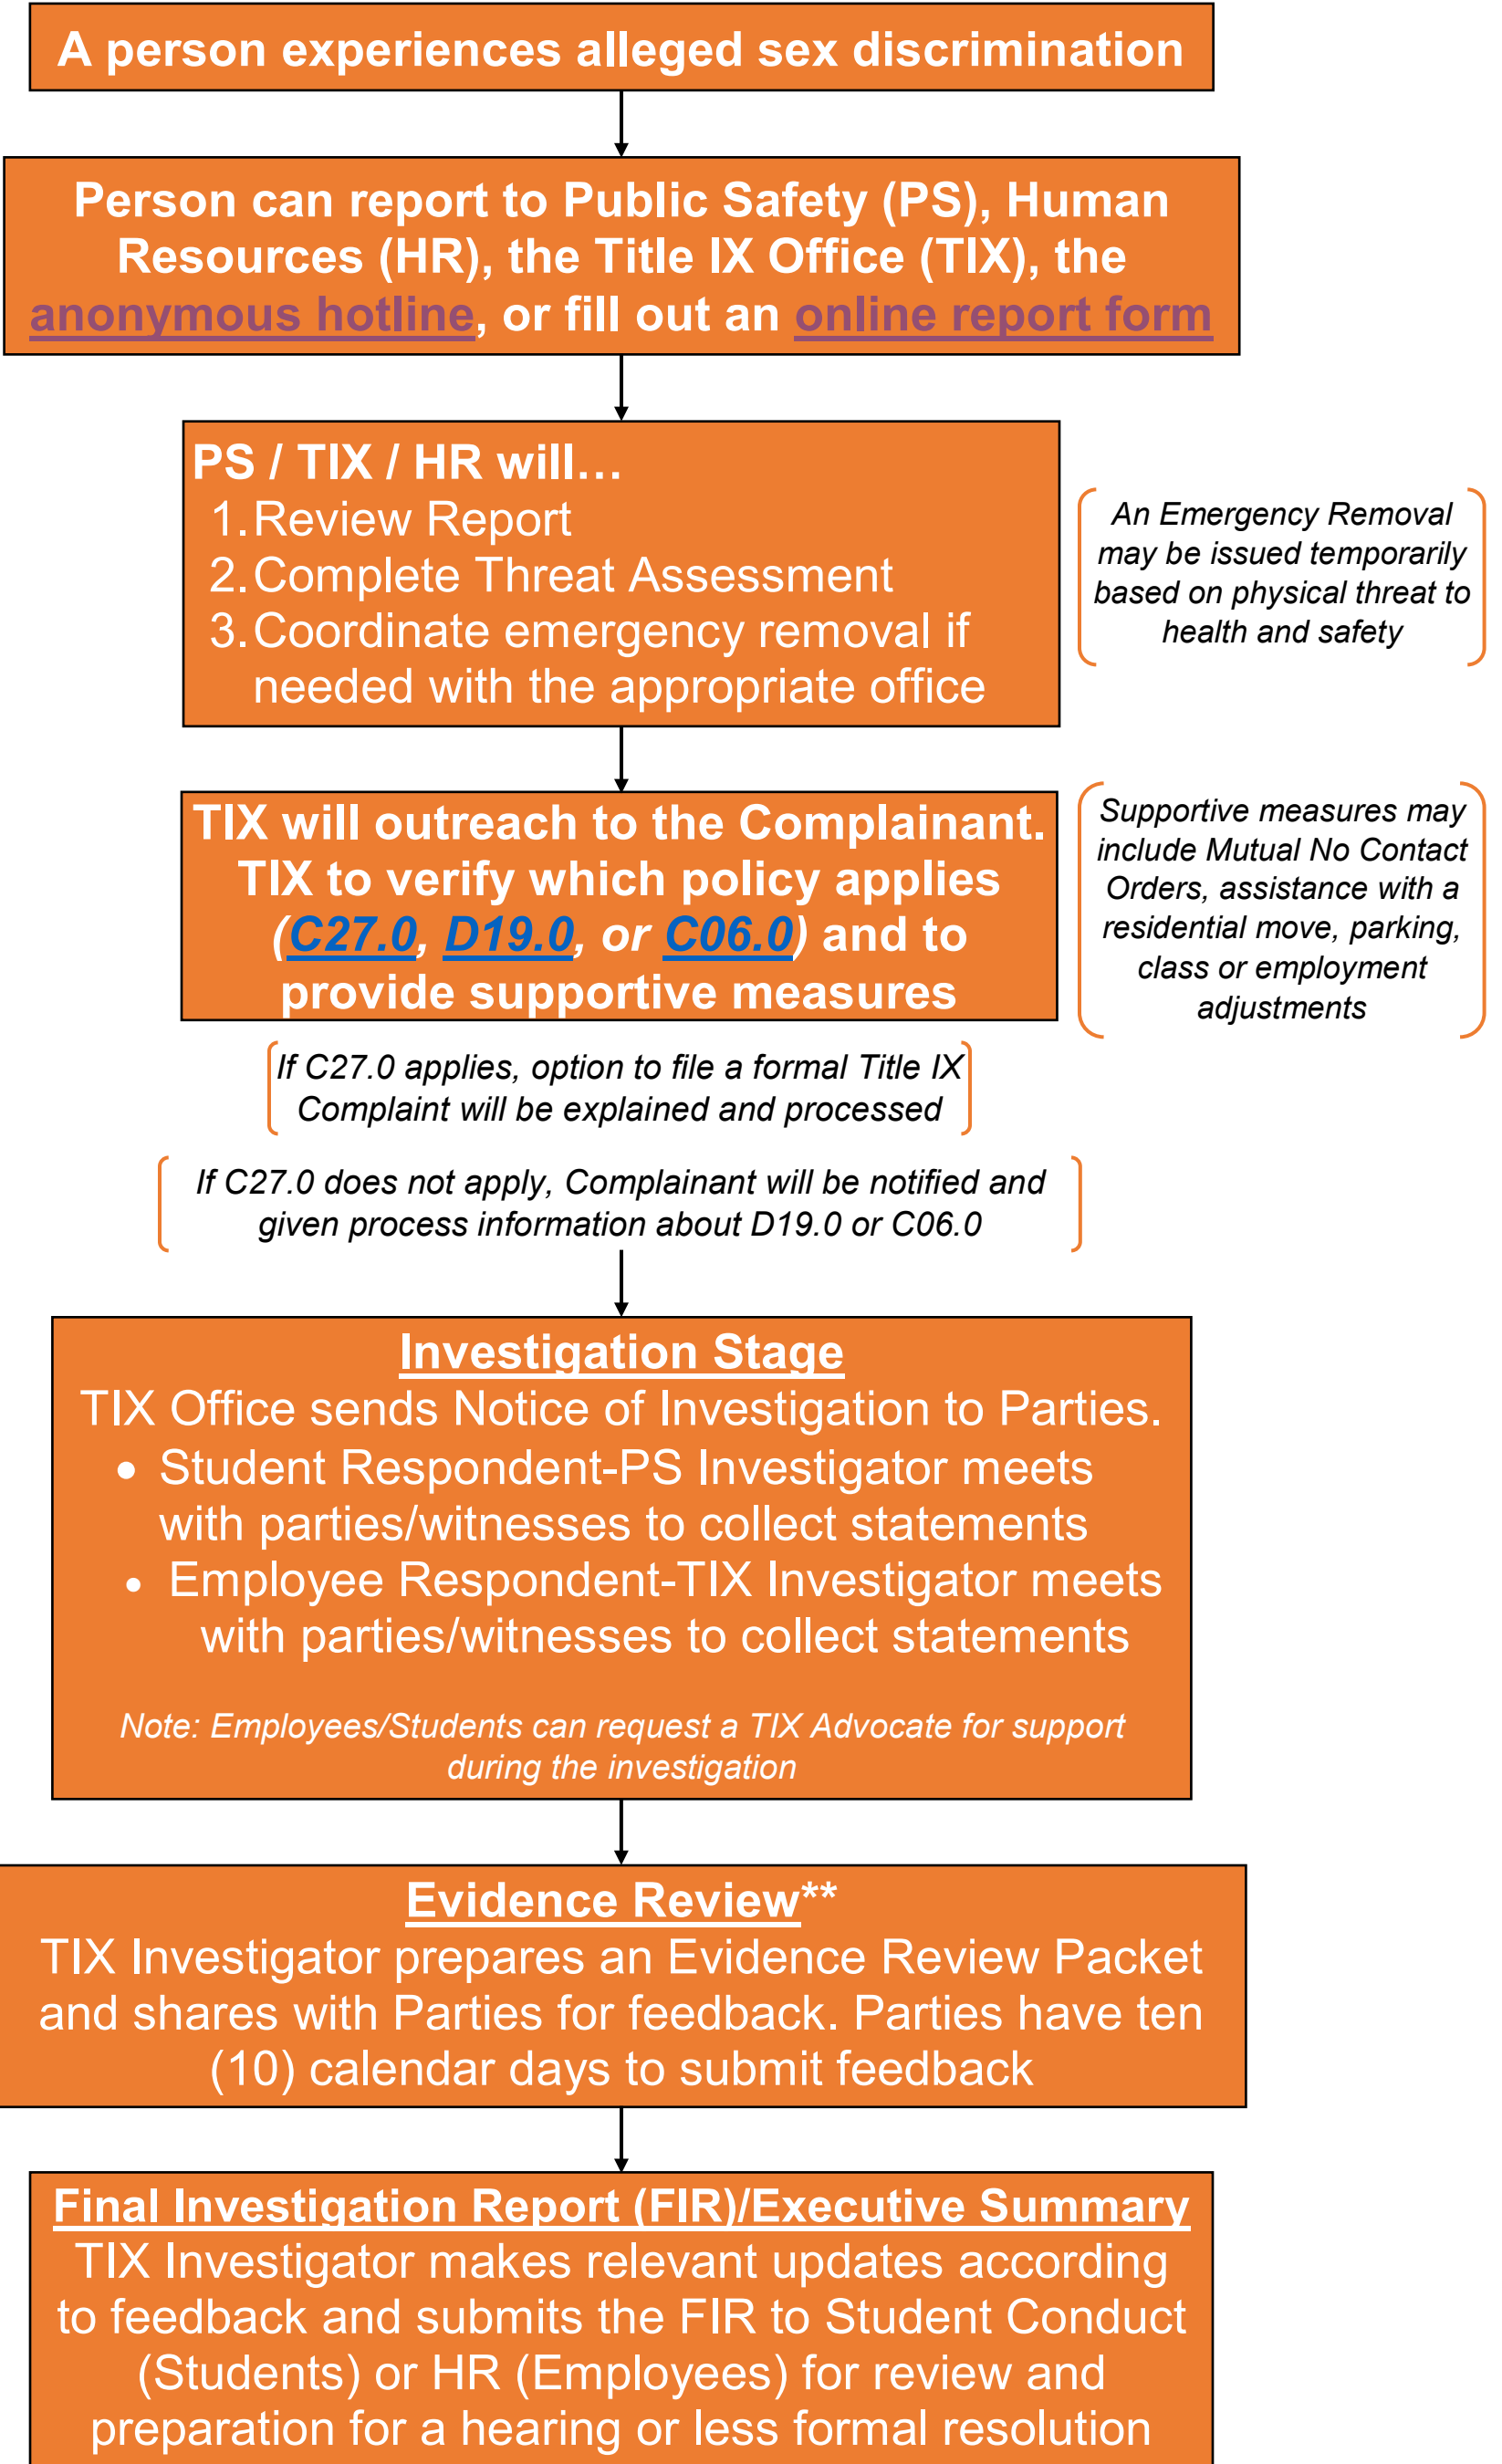 A person experiences alleged sex discrimination
Person can report to Public Safety (PS), Human
Resources (HR), the Title IX Office (TIX), the
anonymous hotline, or fill out an online report form
PS / TIX / HR will…
1. Review Report
2. Complete Threat Assessment
3. Coordinate emergency removal if
needed with the appropriate office
An Emergency Removal
may be issued temporarily
based on physical threat to
health and safety
TIX will outreach to the Complainant.
TIX to verify which policy applies
(C27.0, D19.0, or C06.0) and to
provide supportive measures
Supportive measures may
include Mutual No Contact
Orders, assistance with a
residential move, parking,
class or employment
adjustments
If C27.0 applies, option to file a formal Title IX
Complaint will be explained and processed
If C27.0 does not apply, Complainant will be notified and
given process information about D19.0 or C06.0
Investigation Stage
TIX Office sends Notice of Investigation to Parties.
• Student Respondent-PS Investigator meets
with parties/witnesses to collect statements
• Employee Respondent-TIX Investigator meets
with parties/witnesses to collect statements
Note: Employees/Students can request a TIX Advocate for support
during the investigation
Evidence Review**
TIX Investigator prepares an Evidence Review Packet
and shares with Parties for feedback. Parties have ten
(10) calendar days to submit feedback
Final Investigation Report (FIR)/Executive Summary
TIX Investigator makes relevant updates according
to feedback and submits the FIR to Student Conduct
(Students) or HR (Employees) for review and
preparation for a hearing or less formal resolution